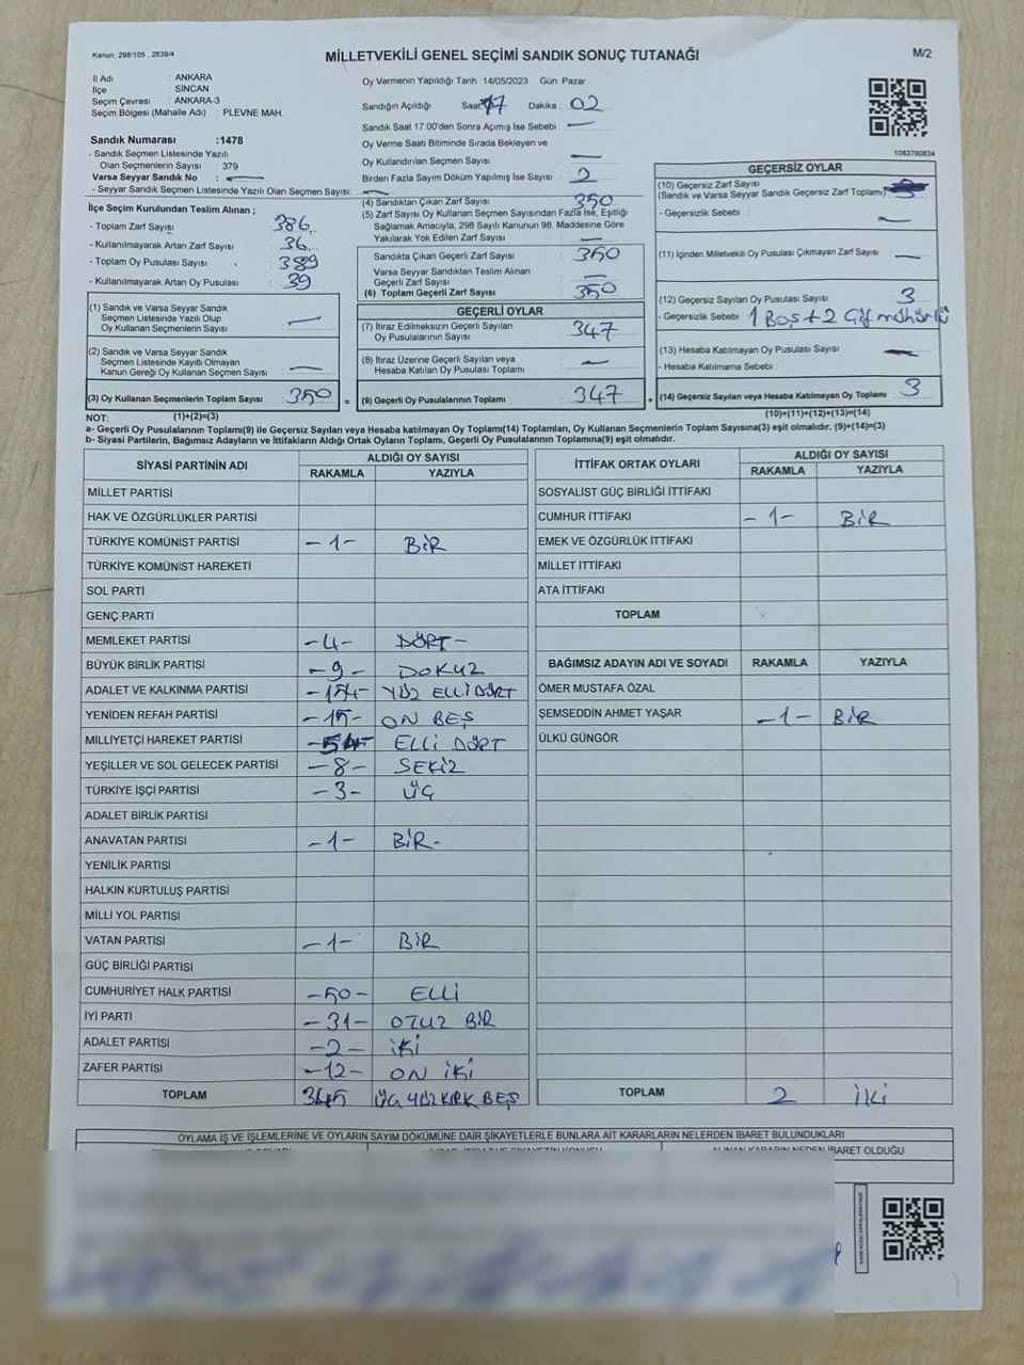 Kanun: 298/105 , 2839/4
MİLLETVEKİLİ GENEL SEÇİMİ SANDIK SONUÇ TUTANAĞI
M/2
İl Adı : ANKARA
İlçe : SİNCAN
Seçim Çevresi : ANKARA-3
Seçim Bölgesi (Mahalle Adı) : PLEVNE MAH.
Sandık Numarası :1478
- Sandık Seçmen Listesinde Yazılı
Olan Seçmenlerin Sayısı : 379
Varsa Seyyar Sandık No :
- Seyyar Sandık Seçmen Listesinde Yazılı Olan Seçmen Sayısı:
İlçe Seçim Kurulundan Teslim Alınan ;
- Toplam Zarf Sayısı : 386
- Kullanılmayarak Artan Zarf Sayısı : 36
- Toplam Oy Pusulası Sayısı : 389
- Kullanılmayarak Artan Oy Pusulası : 39
(1) Sandık ve Varsa Seyyar Sandık
Seçmen Listesinde Yazılı Olup
Oy Kullanan Seçmenlerin Sayısı :
(2) Sandık ve Varsa Seyyar Sandık
Seçmen Listesinde Kayıtlı Olmayan
Kanun Gereği Oy Kullanan Seçmen Sayısı :
(3) Oy Kullanan Seçmenlerin Toplam Sayısı : 350
Oy Vermenin Yapıldığı Tarih :14/05/2023 Gün: Pazar
Sandığın Açıldığı Saat: 17 Dakika : 02
Sandık Saat 17.00'den Sonra Açımış İse Sebebi :
Oy Verme Saati Bitiminde Sırada Bekleyen ve
Oy Kullandırılan Seçmen Sayısı :
Birden Fazla Sayım Döküm Yapılmış İse Sayısı : 2
(4) Sandıktan Çıkan Zarf Sayısı : 350
(5) Zarf Sayısı Oy Kullanan Seçmen Sayısından Fazla İse, Eşitliği
Sağlamak Amacıyla, 298 Sayılı Kanunun 98. Maddesine Göre
Yakılarak Yok Edilen Zarf Sayısı :
Sandıkta Çıkan Geçerli Zarf Sayısı : 350
Varsa Seyyar Sandıktan Teslim Alınan
Geçerli Zarf Sayısı :
(6) Toplam Geçerli Zarf Sayısı : 350
GEÇERLİ OYLAR
(7) İtiraz Edilmeksizin Geçerli Sayılan
Oy Pusulalarının Sayısı : 347
(8) İtiraz Üzerine Geçerli Sayılan veya
Hesaba Katılan Oy Pusulası Toplamı :
= (9) Geçerli Oy Pusulalarının Toplamı : 347
1083780834
GEÇERSİZ OYLAR
(10) Geçersiz Zarf Sayısı
(Sandık ve Varsa Seyyar Sandık Geçersiz Zarf Toplamı)
- Geçersizlik Sebebi :
(11) İçinden Milletvekili Oy Pusulası Çıkmayan Zarf Sayısı :
(12) Geçersiz Sayılan Oy Pusulası Sayısı : 3
- Geçersizlik Sebebi : 1 Boş + 2 Çif mühürlü
(13) Hesaba Katılmayan Oy Pusulası Sayısı :
- Hesaba Katılmama Sebebi :
+ (14) Geçersiz Sayılan veya Hesaba Katılmayan Oy Toplamı : 3
NOT: (1)+(2)=(3) (10)+(11)+(12)+(13)=(14)
a- Geçerli Oy Pusulaları Toplamı(9) ile Geçersiz Sayılan veya Hesaba katılmayan Oy Toplamı(14) Toplamları, Oy Kullanan Seçmenlerin Toplam Sayısına(3) eşit olmalıdır. (9)+(14)=(3)
b- Siyasi Partilerin, Bağımsız Adayların ve İttifakların Aldığı Ortak Oyların Toplamı, Geçerli Oy Pusulalarının Toplamına(9) eşit olmalıdır.
SİYASİ PARTİNİN ADI ALDIĞI OY SAYISI
RAKAMLA YAZIYLA
MİLLET PARTİSİ
HAK VE ÖZGÜRLÜKLER PARTİSİ
TÜRKİYE KOMÜNİST PARTİSİ -1- BİR
TÜRKİYE KOMÜNİST HAREKETİ
SOL PARTİ
GENÇ PARTİ
MEMLEKET PARTİSİ -4- DÖRT-
BÜYÜK BİRLİK PARTİSİ -9- DOKUZ
ADALET VE KALKINMA PARTİSİ -154- YÜZ ELLİ DÖRT
YENİDEN REFAH PARTİSİ -15- ON BEŞ
MİLLİYETÇİ HAREKET PARTİSİ -54- ELLİ DÖRT
YEŞİLLER VE SOL GELECEK PARTİSİ -8- SEKİZ
TÜRKİYE İŞÇİ PARTİSİ -3- ÜÇ
ADALET BİRLİK PARTİSİ
ANAVATAN PARTİSİ -1- BİR-
YENİLİK PARTİSİ
HALKIN KURTULUŞ PARTİSİ
MİLLİ YOL PARTİSİ
VATAN PARTİSİ -1- BİR
GÜÇ BİRLİĞİ PARTİSİ
CUMHURİYET HALK PARTİSİ -50- ELLİ
İYİ PARTİ -31- OTUZ BİR
ADALET PARTİSİ -2- İKİ
ZAFER PARTİSİ -12- ON İKİ
TOPLAM 345 ÜÇ YÜZ KIRK BEŞ
İTTİFAK ORTAK OYLARI ALDIĞI OY SAYISI
RAKAMLA YAZIYLA
SOSYALİST GÜÇ BİRLİĞİ İTTİFAKI
CUMHUR İTTİFAKI -1- BİR
EMEK VE ÖZGÜRLÜK İTTİFAKI
MİLLET İTTİFAKI
ATA İTTİFAKI
TOPLAM
BAĞIMSIZ ADAYIN ADI VE SOYADI RAKAMLA YAZIYLA
ÖMER MUSTAFA ÖZAL
ŞEMSEDDİN AHMET YAŞAR -1- BİR
ÜLKÜ GÜNGÖR
TOPLAM 2 İKİ
OYLAMA İŞ VE İŞLEMLERİNE VE OYLARIN SAYIM DÖKÜMÜNE DAİR ŞİKAYETLERLE BUNLARA AİT KARARLARIN NELERDEN İBARET BULUNDUKLARI
ALINAN KARARIN NEDEN İBARET OLDUĞU